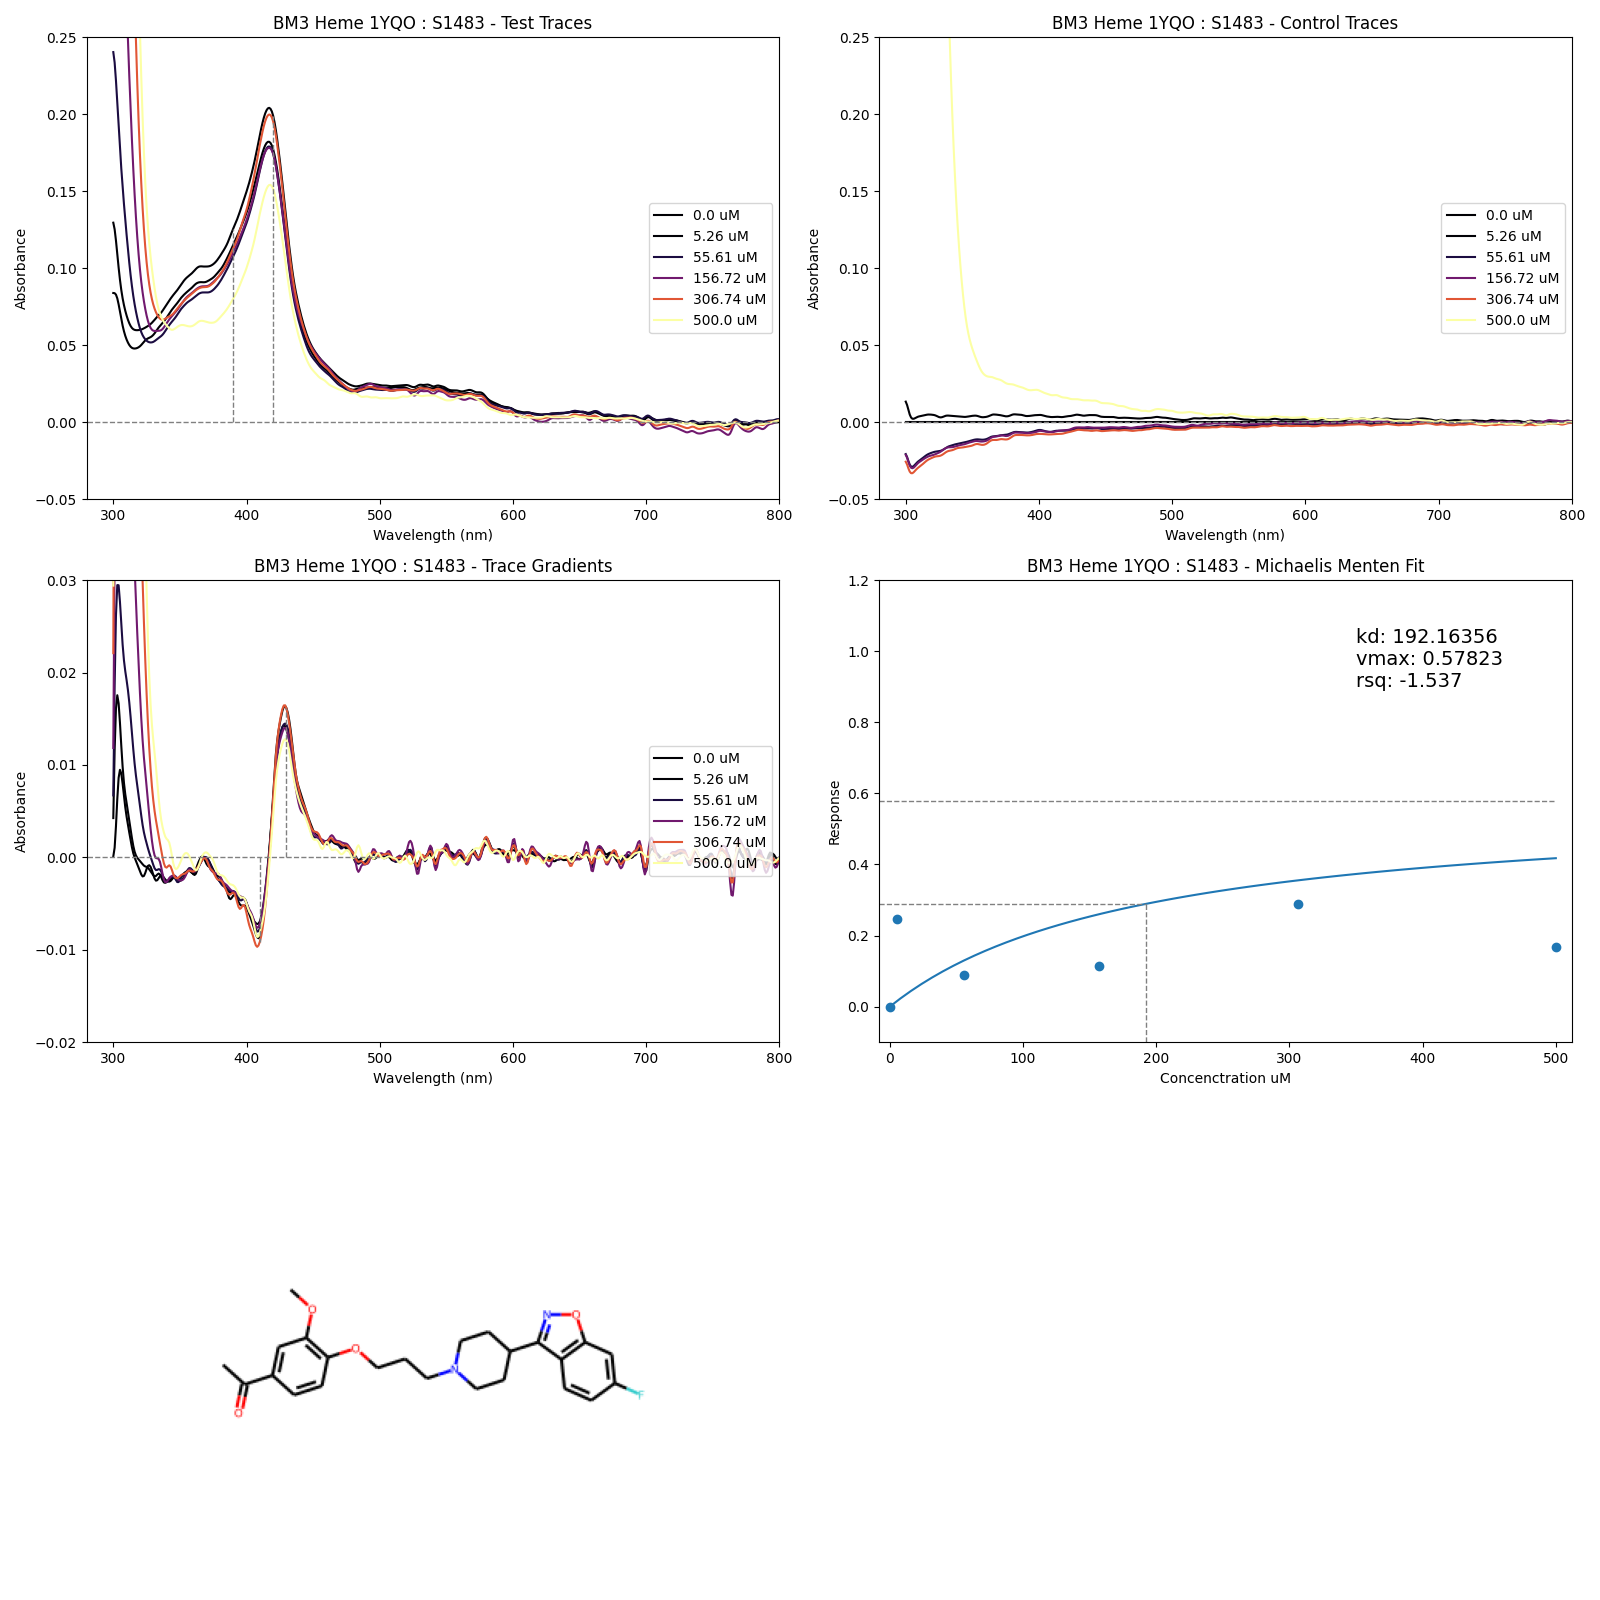 BM3 Heme 1YQO : S1483 - Test Traces
0.25
0.20
0.15
0.10
0.05
0.00
−0.05
Absorbance
300
400
500
600
700
800
Wavelength (nm)
0.0 uM
5.26 uM
55.61 uM
156.72 uM
306.74 uM
500.0 uM
BM3 Heme 1YQO : S1483 - Control Traces
0.25
0.20
0.15
0.10
0.05
0.00
−0.05
Absorbance
300
400
500
600
700
800
Wavelength (nm)
0.0 uM
5.26 uM
55.61 uM
156.72 uM
306.74 uM
500.0 uM
BM3 Heme 1YQO : S1483 - Trace Gradients
0.03
0.02
0.01
0.00
−0.01
−0.02
Absorbance
300
400
500
600
700
800
Wavelength (nm)
0.0 uM
5.26 uM
55.61 uM
156.72 uM
306.74 uM
500.0 uM
BM3 Heme 1YQO : S1483 - Michaelis Menten Fit
1.2
1.0
0.8
0.6
0.4
0.2
0.0
Response
0
100
200
300
400
500
Concenctration uM
kd: 192.16356
vmax: 0.57823
rsq: -1.537
O
O
O
N
N
O
F